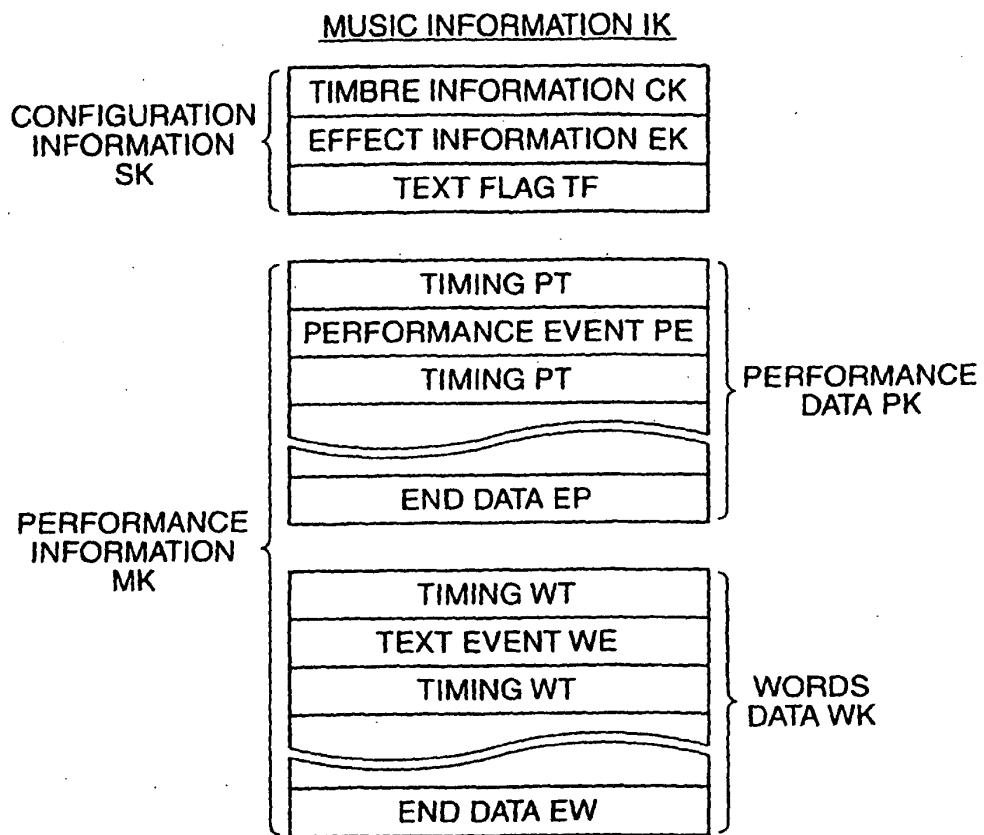 MUSIC INFORMATION IK
CONFIGURATION
INFORMATION
SK
TIMBRE INFORMATION CK
EFFECT INFORMATION EK
TEXT FLAG TF
PERFORMANCE
INFORMATION
MK
TIMING PT
PERFORMANCE EVENT PE
TIMING PT
END DATA EP
PERFORMANCE
DATA PK
TIMING WT
TEXT EVENT WE
TIMING WT
END DATA EW
WORDS
DATA WK